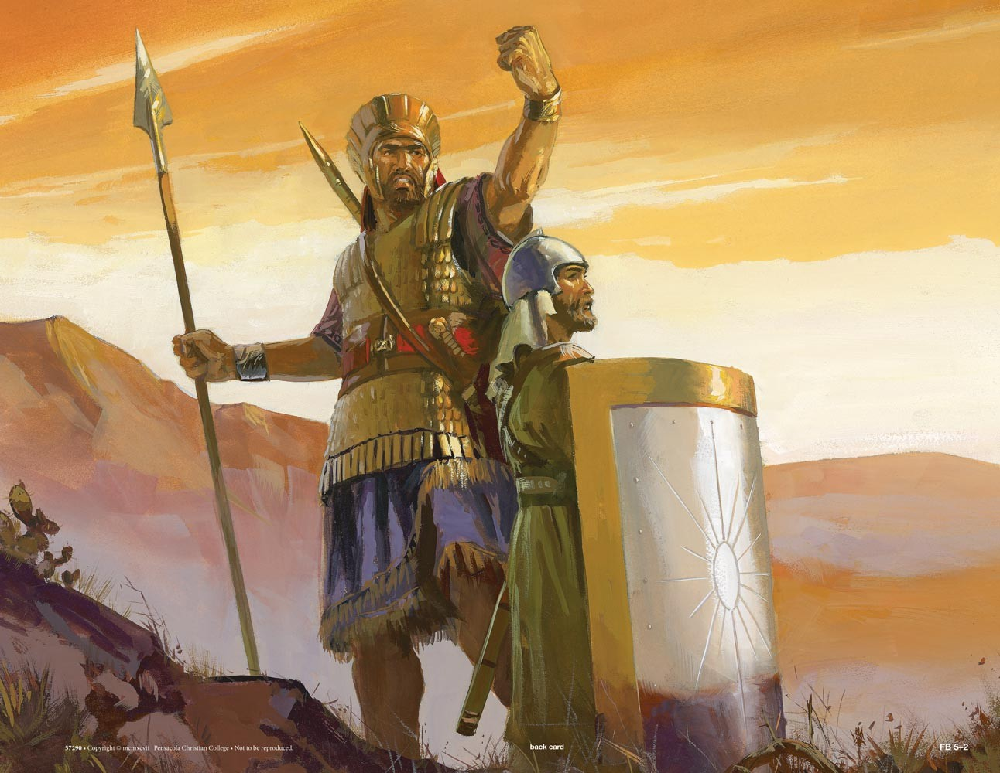 57290 • Copyright © mcmxcvii Pensacola Christian College • Not to be reproduced.
back card
FB 5–2